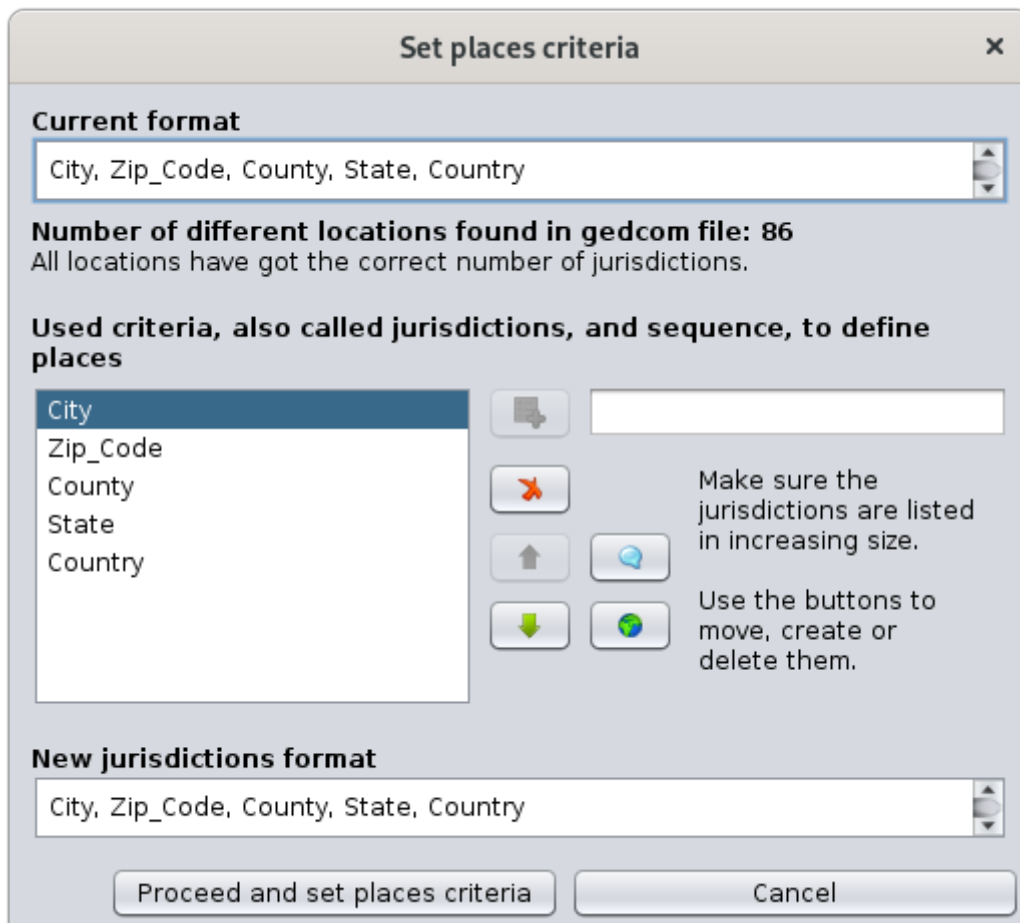 Set places criteria
Current format
City, Zip_Code, County, State, Country
Number of different locations found in gedcom file: 86
All locations have got the correct number of jurisdictions.
Used criteria, also called jurisdictions, and sequence, to define
places
City
Zip_Code
County
State
Country
Make sure the
jurisdictions are listed
in increasing size.
Use the buttons to
move, create or
delete them.
New jurisdictions format
City, Zip_Code, County, State, Country
Proceed and set places criteria
Cancel